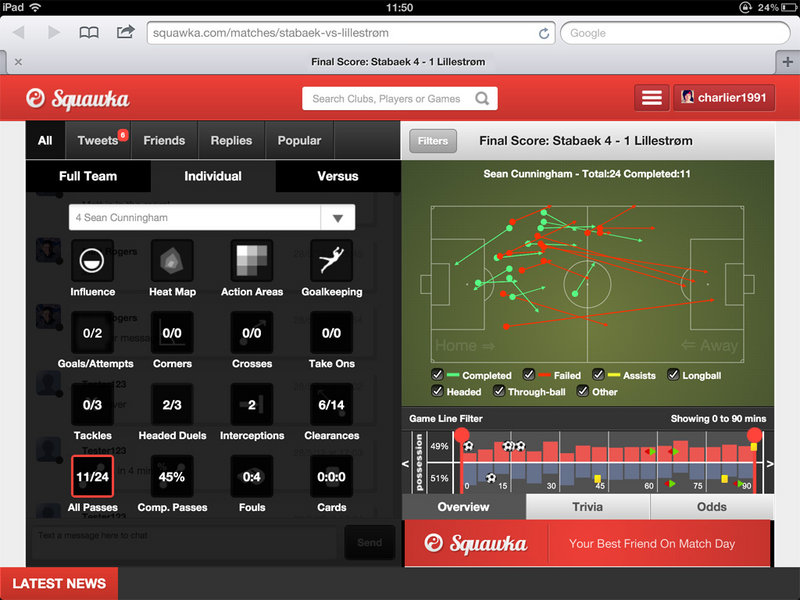 iPad
11:50
24%
squawka.com/matches/stabaek-vs-lillestrøm
Google
Final Score: Stabaek 4 - 1 Lillestrøm
Squawka
Search Clubs, Players or Games
charlier1991
All
Tweets
6
Friends
Replies
Popular
Full Team
Individual
Versus
4 Sean Cunningham
Influence
Heat Map
Action Areas
Goalkeeping
0/2
0/0
0/0
0/0
Goals/Attempts
Corners
Crosses
Take Ons
0/3
2/3
2
6/14
Tackles
Headed Duels
Interceptions
Clearances
11/24
45%
0:4
0:0:0
All Passes
Comp. Passes
Fouls
Cards
Text a message here to chat
Send
Filters
Final Score: Stabaek 4 - 1 Lillestrøm
Sean Cunningham - Total:24 Completed:11
Home ⇒
⇐ Away
Completed
Failed
Assists
Longball
Headed
Through-ball
Other
Game Line Filter
Showing 0 to 90 mins
possession
49%
51%
<
>
0 15 30 45 60 75 90
Overview
Trivia
Odds
Squawka
Your Best Friend On Match Day
LATEST NEWS